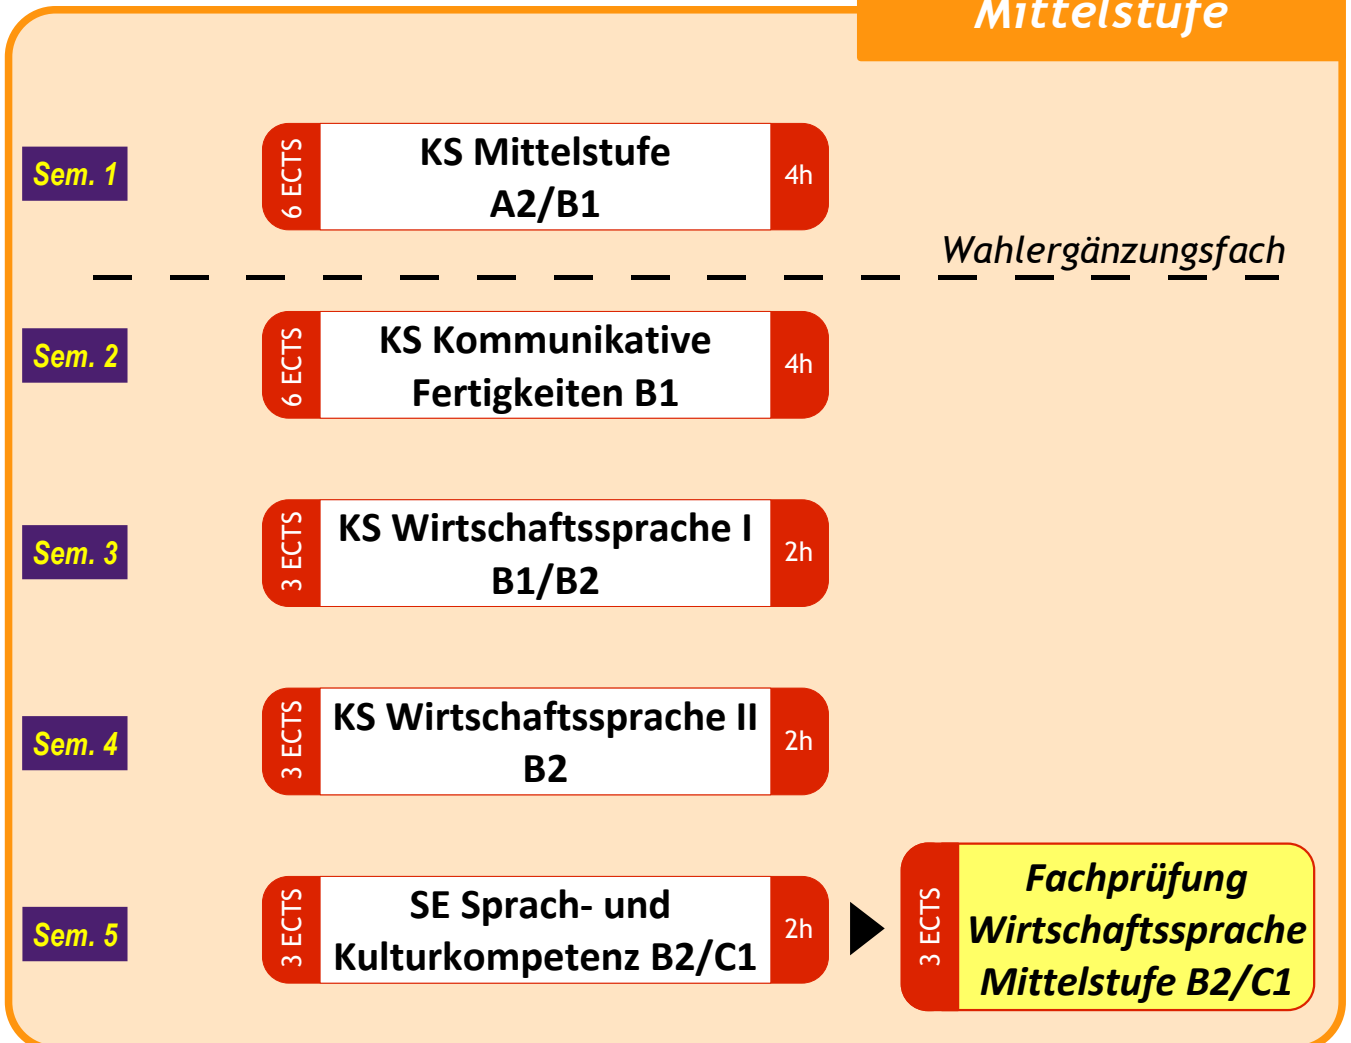 Mittelstufe
Sem. 1
6 ECTS
KS Mittelstufe
A2/B1
4h
Wahlergänzungsfach
Sem. 2
6 ECTS
KS Kommunikative
Fertigkeiten B1
4h
Sem. 3
3 ECTS
KS Wirtschaftssprache I
B1/B2
2h
Sem. 4
3 ECTS
KS Wirtschaftssprache II
B2
2h
Sem. 5
3 ECTS
SE Sprach- und
Kulturkompetenz B2/C1
2h
3 ECTS
Fachprüfung
Wirtschaftssprache
Mittelstufe B2/C1